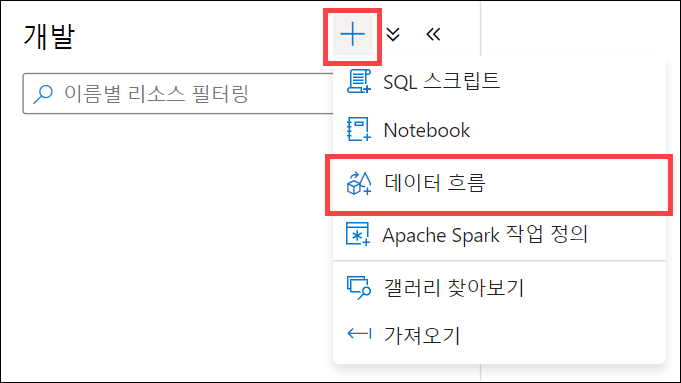 개발
이름별 리소스 필터링
SQL 스크립트
Notebook
데이터 흐름
Apache Spark 작업 정의
갤러리 찾아보기
가져오기